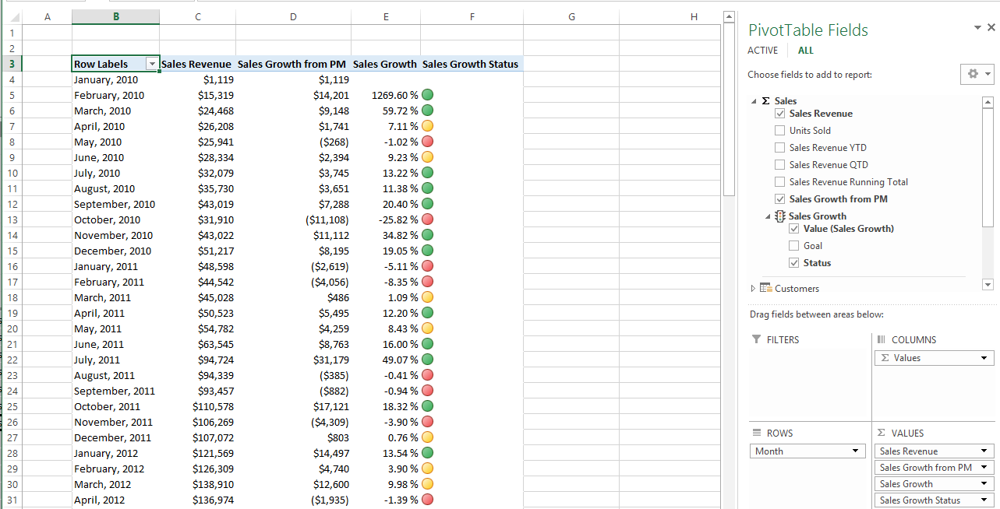 A B C D E F G H
1
2
3 Row Labels Sales Revenue Sales Growth from PM Sales Growth Sales Growth Status
4 January, 2010 $1,119 $1,119
5 February, 2010 $15,319 $14,201 1269.60 %
6 March, 2010 $24,468 $9,148 59.72 %
7 April, 2010 $26,208 $1,741 7.11 %
8 May, 2010 $25,941 ($268) -1.02 %
9 June, 2010 $28,334 $2,394 9.23 %
10 July, 2010 $32,079 $3,745 13.22 %
11 August, 2010 $35,730 $3,651 11.38 %
12 September, 2010 $43,019 $7,288 20.40 %
13 October, 2010 $31,910 ($11,108) -25.82 %
14 November, 2010 $43,022 $11,112 34.82 %
15 December, 2010 $51,217 $8,195 19.05 %
16 January, 2011 $48,598 ($2,619) -5.11 %
17 February, 2011 $44,542 ($4,056) -8.35 %
18 March, 2011 $45,028 $486 1.09 %
19 April, 2011 $50,523 $5,495 12.20 %
20 May, 2011 $54,782 $4,259 8.43 %
21 June, 2011 $63,545 $8,763 16.00 %
22 July, 2011 $94,724 $31,179 49.07 %
23 August, 2011 $94,339 ($385) -0.41 %
24 September, 2011 $93,457 ($882) -0.94 %
25 October, 2011 $110,578 $17,121 18.32 %
26 November, 2011 $106,269 ($4,309) -3.90 %
27 December, 2011 $107,072 $803 0.76 %
28 January, 2012 $121,569 $14,497 13.54 %
29 February, 2012 $126,309 $4,740 3.90 %
30 March, 2012 $138,910 $12,600 9.98 %
31 April, 2012 $136,974 ($1,935) -1.39 %
PivotTable Fields
ACTIVE ALL
Choose fields to add to report:
Σ Sales
Sales Revenue
Units Sold
Sales Revenue YTD
Sales Revenue QTD
Sales Revenue Running Total
Sales Growth from PM
Sales Growth
Value (Sales Growth)
Goal
Status
Customers
Drag fields between areas below:
FILTERS
COLUMNS
Σ Values
ROWS
Month
Σ VALUES
Sales Revenue
Sales Growth from PM
Sales Growth
Sales Growth Status